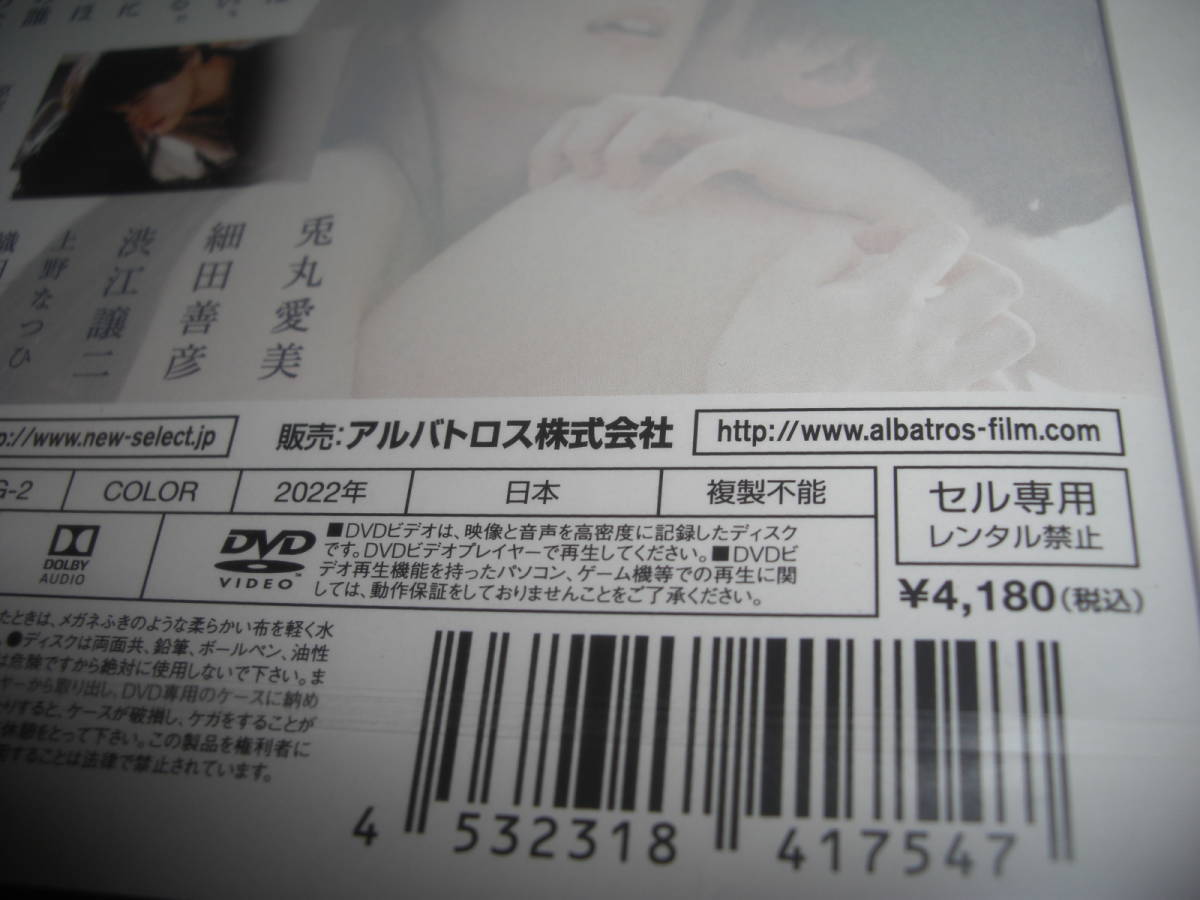 兎丸愛美
細田善彦
渋江譲二
上野なつひ
織田
p://www.new-select.jp
販売:アルバトロス株式会社
http://www.albatros-film.com
G-2
COLOR
2022年
日本
複製不能
セル専用
レンタル禁止
DOLBY
AUDIO
DVD
VIDEO
■DVDビデオは、映像と音声を高密度に記録したディスク
です。DVDビデオプレイヤーで再生してください。■DVDビ
デオ再生機能を持ったパソコン、ゲーム機等での再生に関
しては、動作保証をしておりませんことをご了承ください。
¥4,180(税込)
たときは、メガネふきのような柔らかい布を軽く水
●ディスクは両面共、鉛筆、ボールペン、油性
は危険ですから絶対に使用しないで下さい。ま
ヤーから取り出し、DVD専用のケースに納め
りすると、ケースが破損し、ケガをすることが
休憩をとって下さい。この製品を権利者に
することは法律で禁止されています。
4 532318 417547